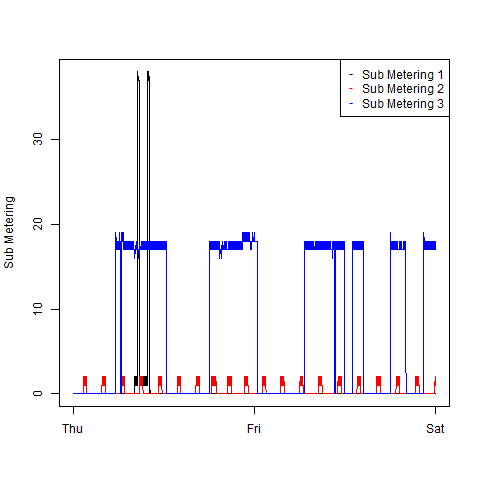 Sub Metering 1
Sub Metering 2
Sub Metering 3
Sub Metering
30
20
10
0
Thu Fri Sat